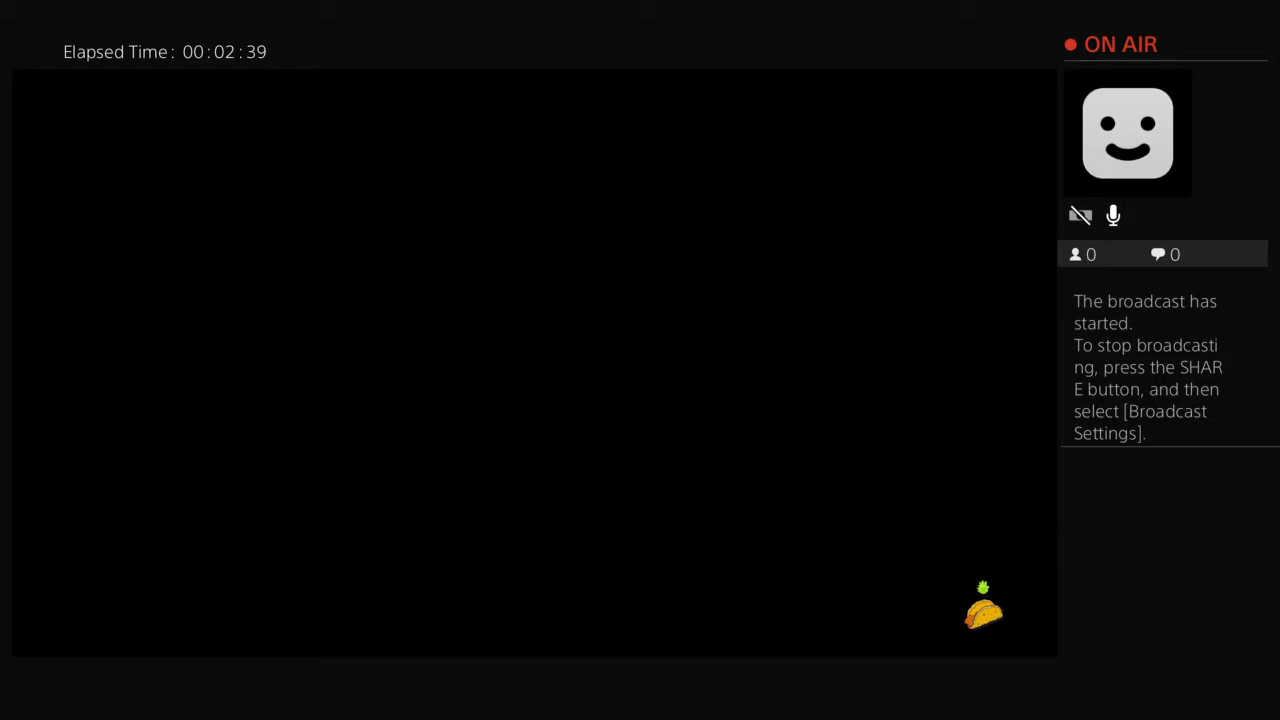 Elapsed Time: 00:02:39
ON AIR
0 0
The broadcast has
started.
To stop broadcasti
ng, press the SHAR
E button, and then
select [Broadcast
Settings].